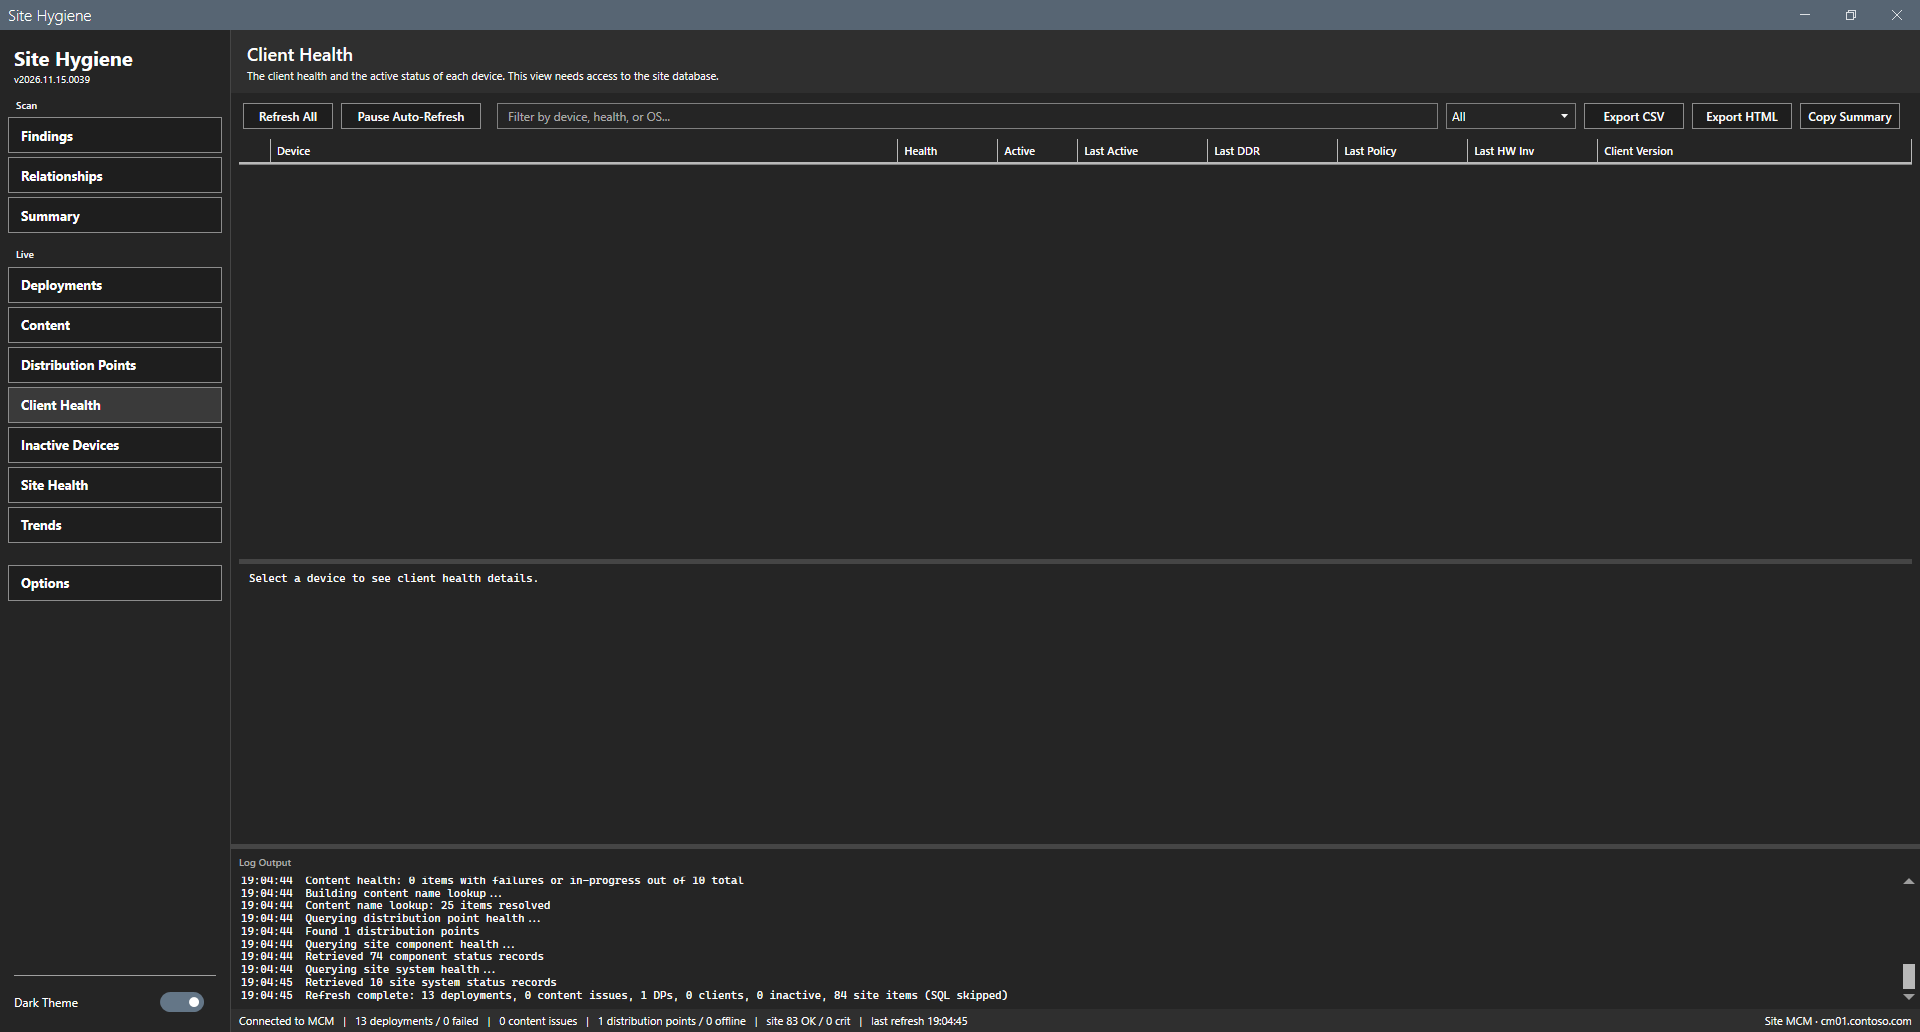 Site Hygiene
Site Hygiene
v2026.11.15.0039
Scan
Findings
Relationships
Summary
Live
Deployments
Content
Distribution Points
Client Health
Inactive Devices
Site Health
Trends
Options
Dark Theme
Client Health
The client health and the active status of each device. This view needs access to the site database.
Refresh All
Pause Auto-Refresh
Filter by device, health, or OS...
All
Export CSV
Export HTML
Copy Summary
Device
Health
Active
Last Active
Last DDR
Last Policy
Last HW Inv
Client Version
Select a device to see client health details.
Log Output
19:04:44 Content health: 0 items with failures or in-progress out of 10 total
19:04:44 Building content name lookup...
19:04:44 Content name lookup: 25 items resolved
19:04:44 Querying distribution point health...
19:04:44 Found 1 distribution points
19:04:44 Querying site component health...
19:04:44 Retrieved 74 component status records
19:04:44 Querying site system health...
19:04:45 Retrieved 10 site system status records
19:04:45 Refresh complete: 13 deployments, 0 content issues, 1 DPs, 0 clients, 0 inactive, 84 site items (SQL skipped)
Connected to MCM | 13 deployments / 0 failed | 0 content issues | 1 distribution points / 0 offline | site 83 OK / 0 crit | last refresh 19:04:45
Site MCM · cm01.contoso.com